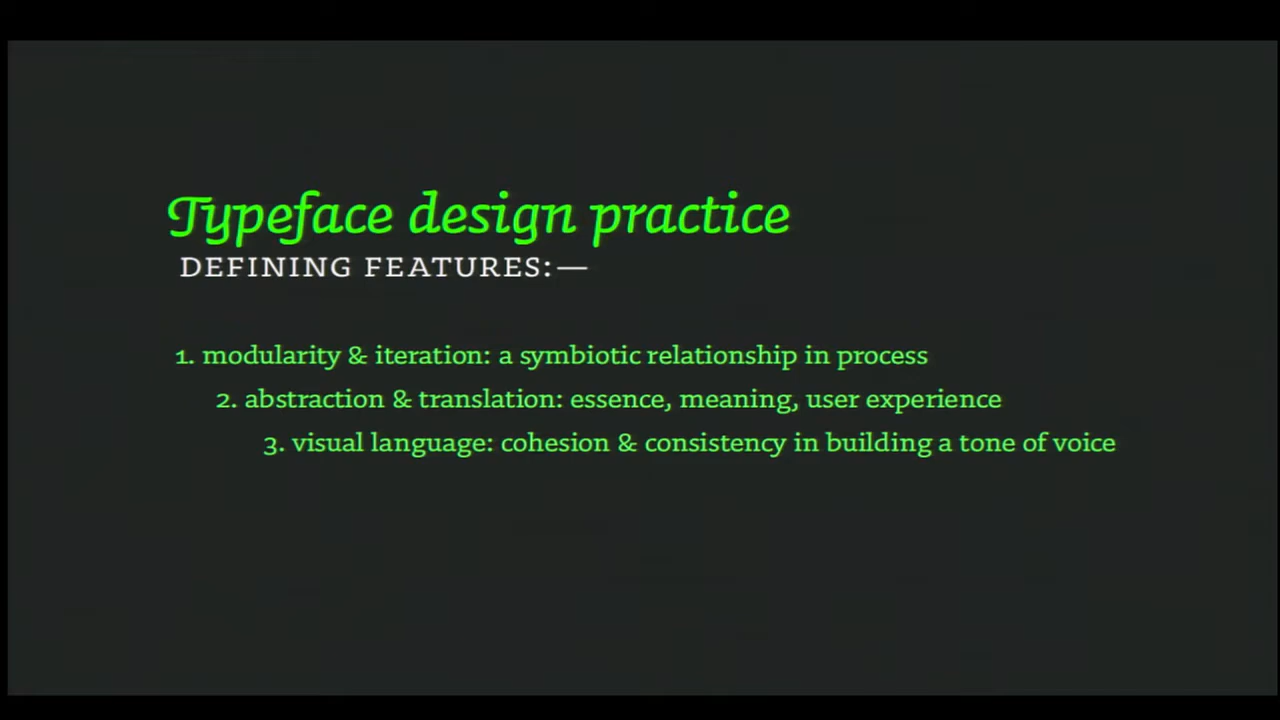 Typeface design practice
DEFINING FEATURES:—
1. modularity & iteration: a symbiotic relationship in process
2. abstraction & translation: essence, meaning, user experience
3. visual language: cohesion & consistency in building a tone of voice